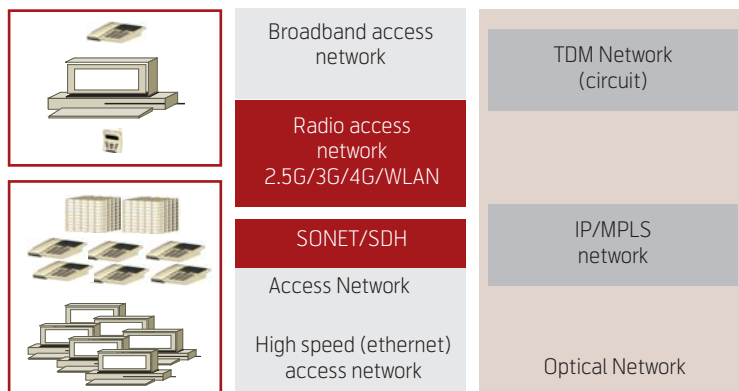 Broadband access
network
Radio access
network
2.5G/3G/4G/WLAN
SONET/SDH
Access Network
High speed (ethernet)
access network
TDM Network
(circuit)
IP/MPLS
network
Optical Network